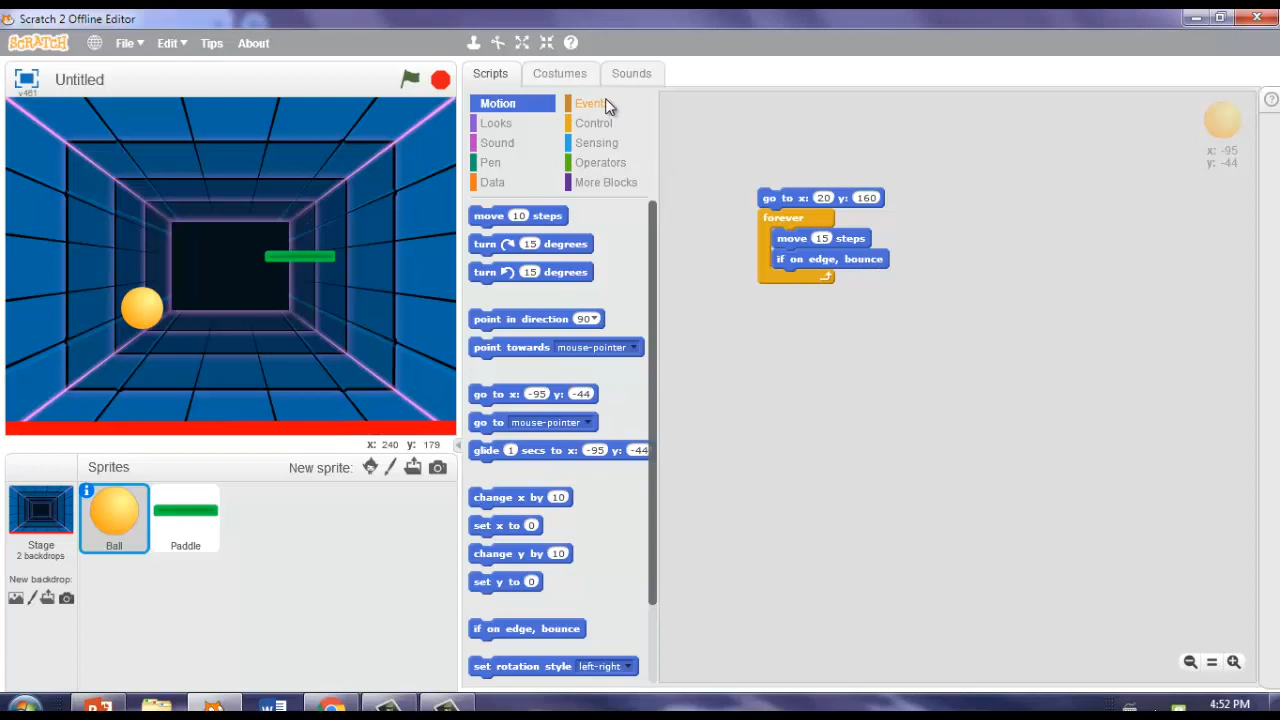 Scratch 2 Offline Editor
SCRATCH File Edit Tips About
Untitled
v461
Scripts Costumes Sounds
Motion Events
Looks Control
Sound Sensing
Pen Operators
Data More Blocks
move 10 steps
turn 15 degrees
turn 15 degrees
point in direction 90
point towards mouse-pointer
go to x: -95 y: -44
go to mouse-pointer
glide 1 secs to x: -95 y: -44
change x by 10
set x to 0
change y by 10
set y to 0
if on edge, bounce
set rotation style left-right
go to x: 20 y: 160
forever
move 15 steps
if on edge, bounce
x: -95
y: -44
x: 240 y: 179
Sprites New sprite:
Stage
2 backdrops
New backdrop:
Ball
Paddle
4:52 PM